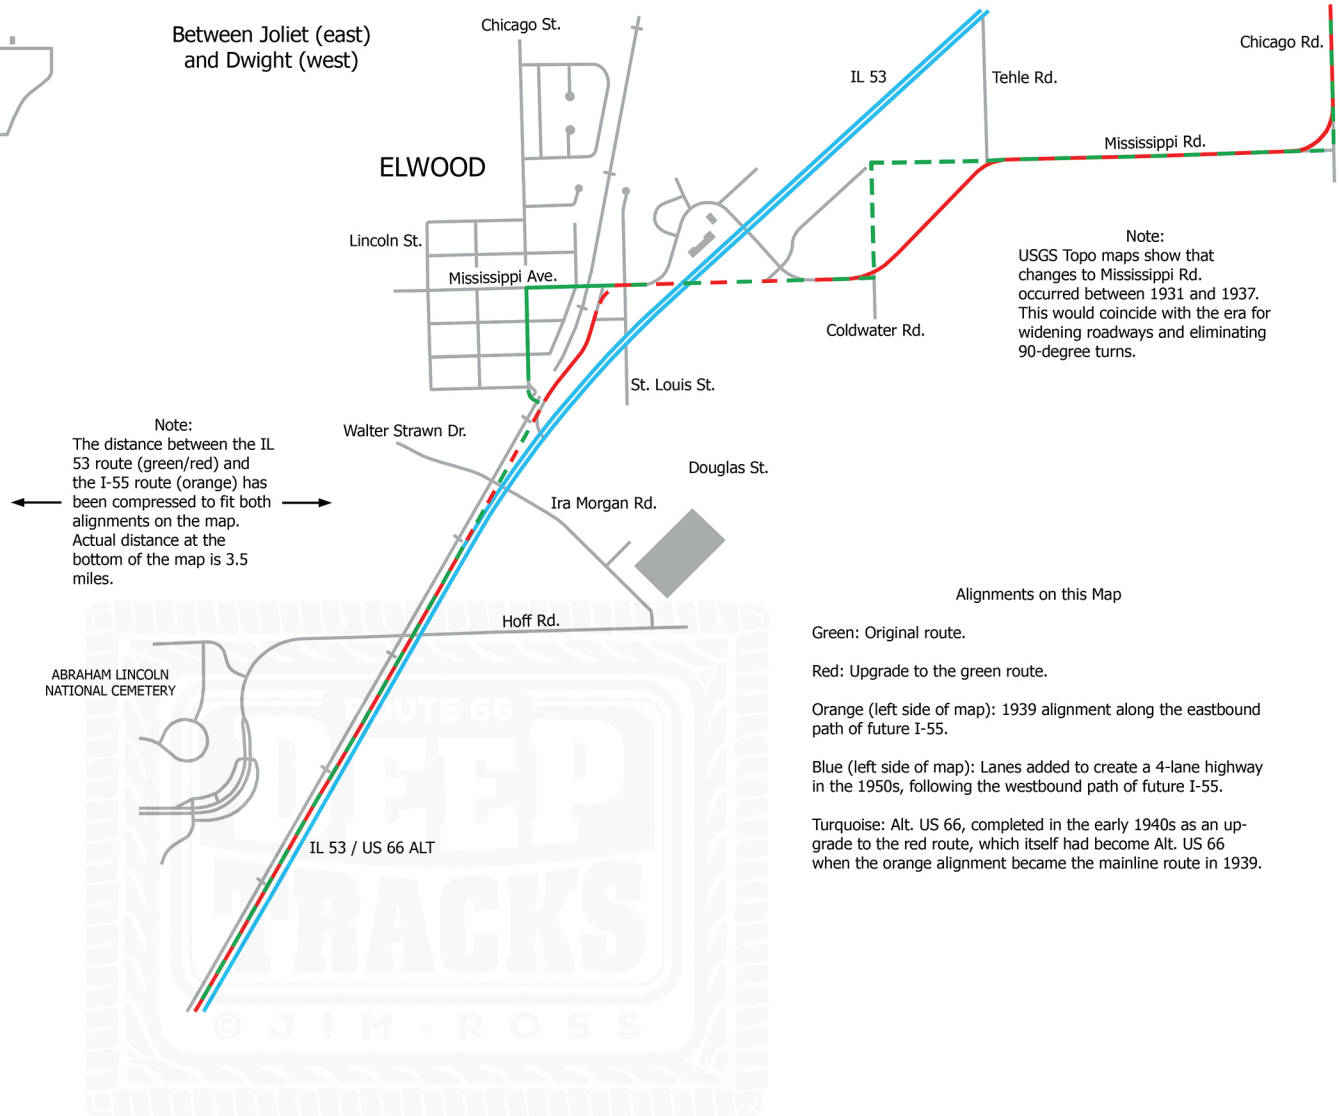 Between Joliet (east)
and Dwight (west)
Chicago St.
IL 53
Tehle Rd.
Chicago Rd.
Mississippi Rd.
ELWOOD
Lincoln St.
Mississippi Ave.
Note:
USGS Topo maps show that
changes to Mississippi Rd.
occurred between 1931 and 1937.
This would coincide with the era for
widening roadways and eliminating
90-degree turns.
Coldwater Rd.
St. Louis St.
Walter Strawn Dr.
Note:
The distance between the IL
53 route (green/red) and
the I-55 route (orange) has
been compressed to fit both
alignments on the map.
Actual distance at the
bottom of the map is 3.5
miles.
Douglas St.
Ira Morgan Rd.
Hoff Rd.
ABRAHAM LINCOLN
NATIONAL CEMETERY
Alignments on this Map
Green: Original route.
Red: Upgrade to the green route.
Orange (left side of map): 1939 alignment along the eastbound
path of future I-55.
Blue (left side of map): Lanes added to create a 4-lane highway
in the 1950s, following the westbound path of future I-55.
Turquoise: Alt. US 66, completed in the early 1940s as an up-
grade to the red route, which itself had become Alt. US 66
when the orange alignment became the mainline route in 1939.
IL 53 / US 66 ALT
ROUTE 66
DEEP
TRACKS
© JIM • ROSS